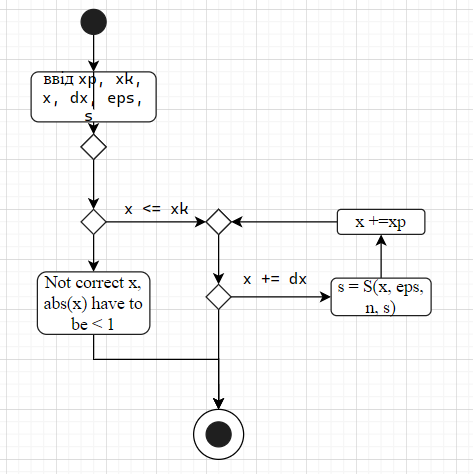 ввід xp, xk,
x, dx, eps,
s
x <= xk
x +=xp
x += dx
Not correct x,
abs(x) have to
be < 1
s = S(x, eps,
n, s)